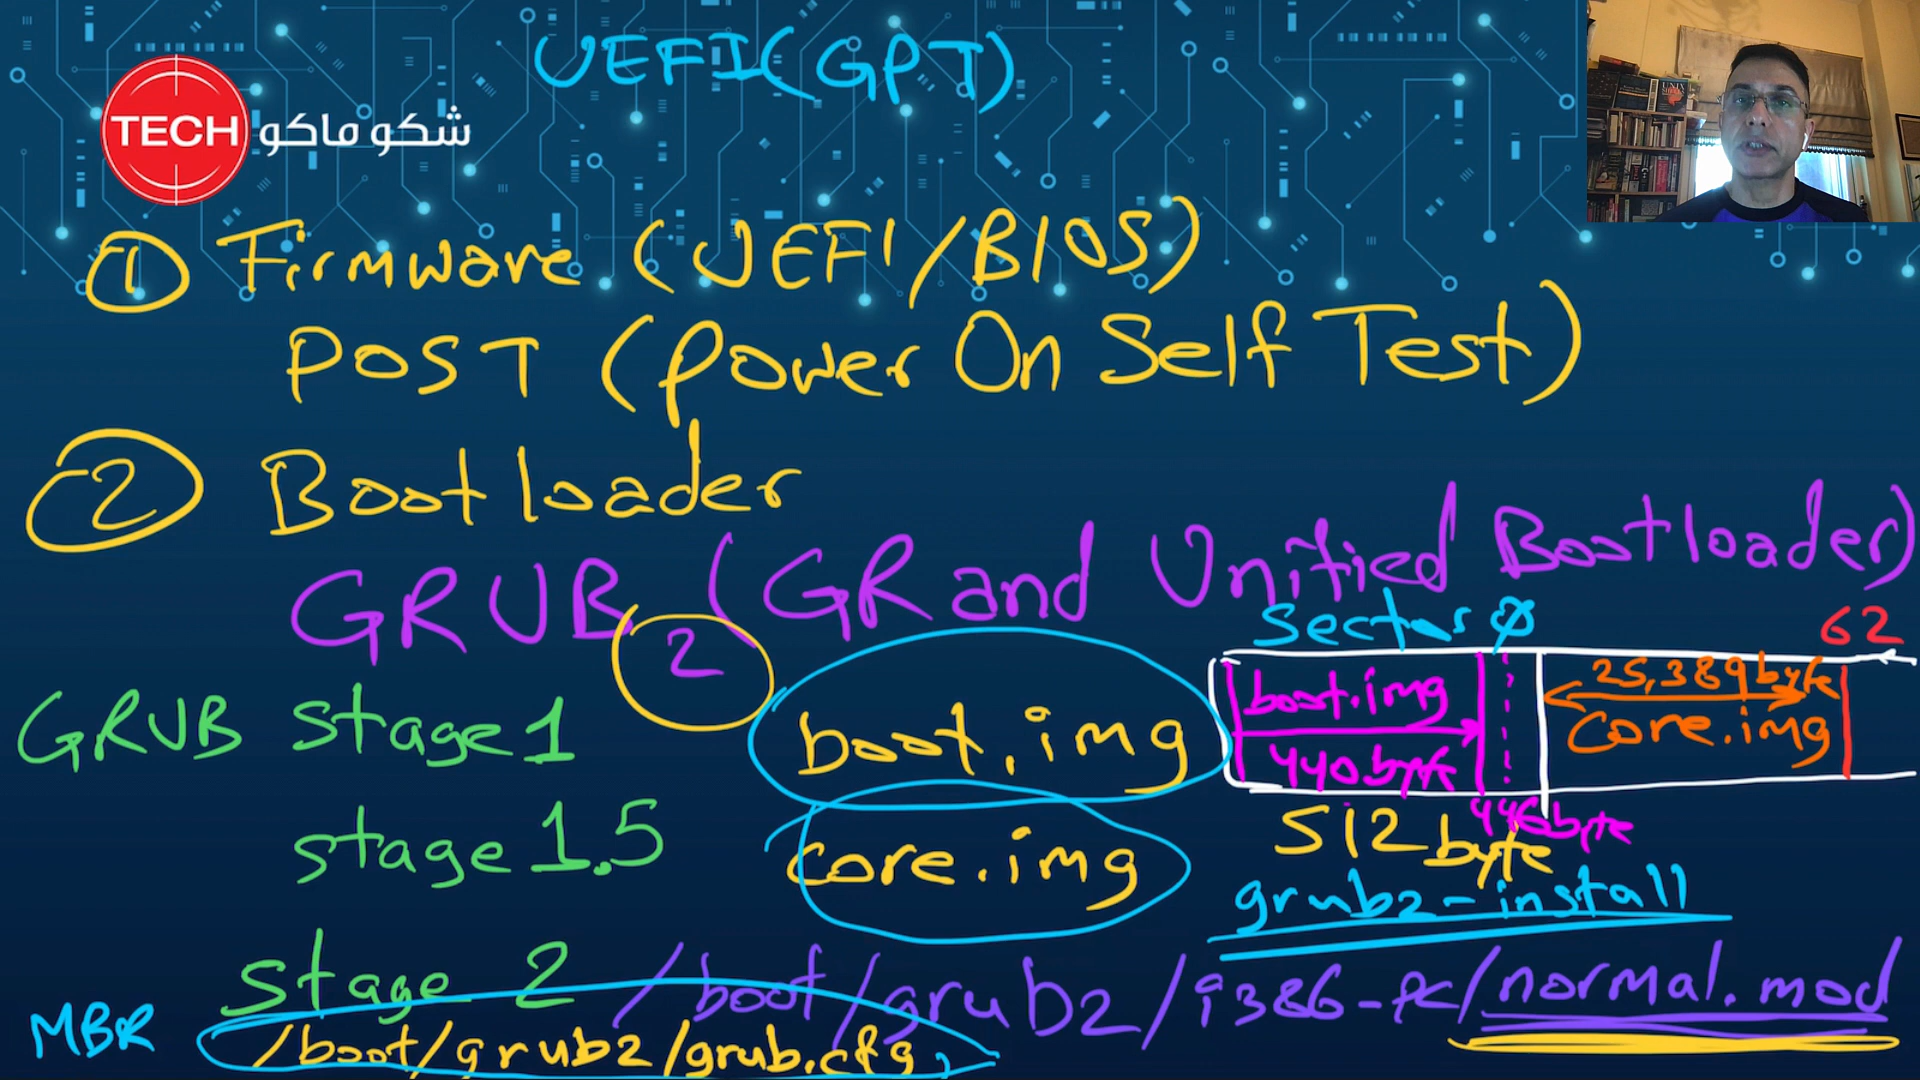 UEFI(GPT)
TECH شكو ماكو
1 Firmware (UEFI/BIOS)
POST (Power On Self Test)
2 Bootloader
GRUB 2 (GRand Unified Bootloader)
Sector 0 62
GRUB stage 1 boot.img
boot.img 25,389 byte
440 byte core.img
512 byte 446 byte
stage 1.5 core.img
grub2-install
stage 2 /boot/grub2/i386-pc/normal.mod
MBR /boot/grub2/grub.cfg